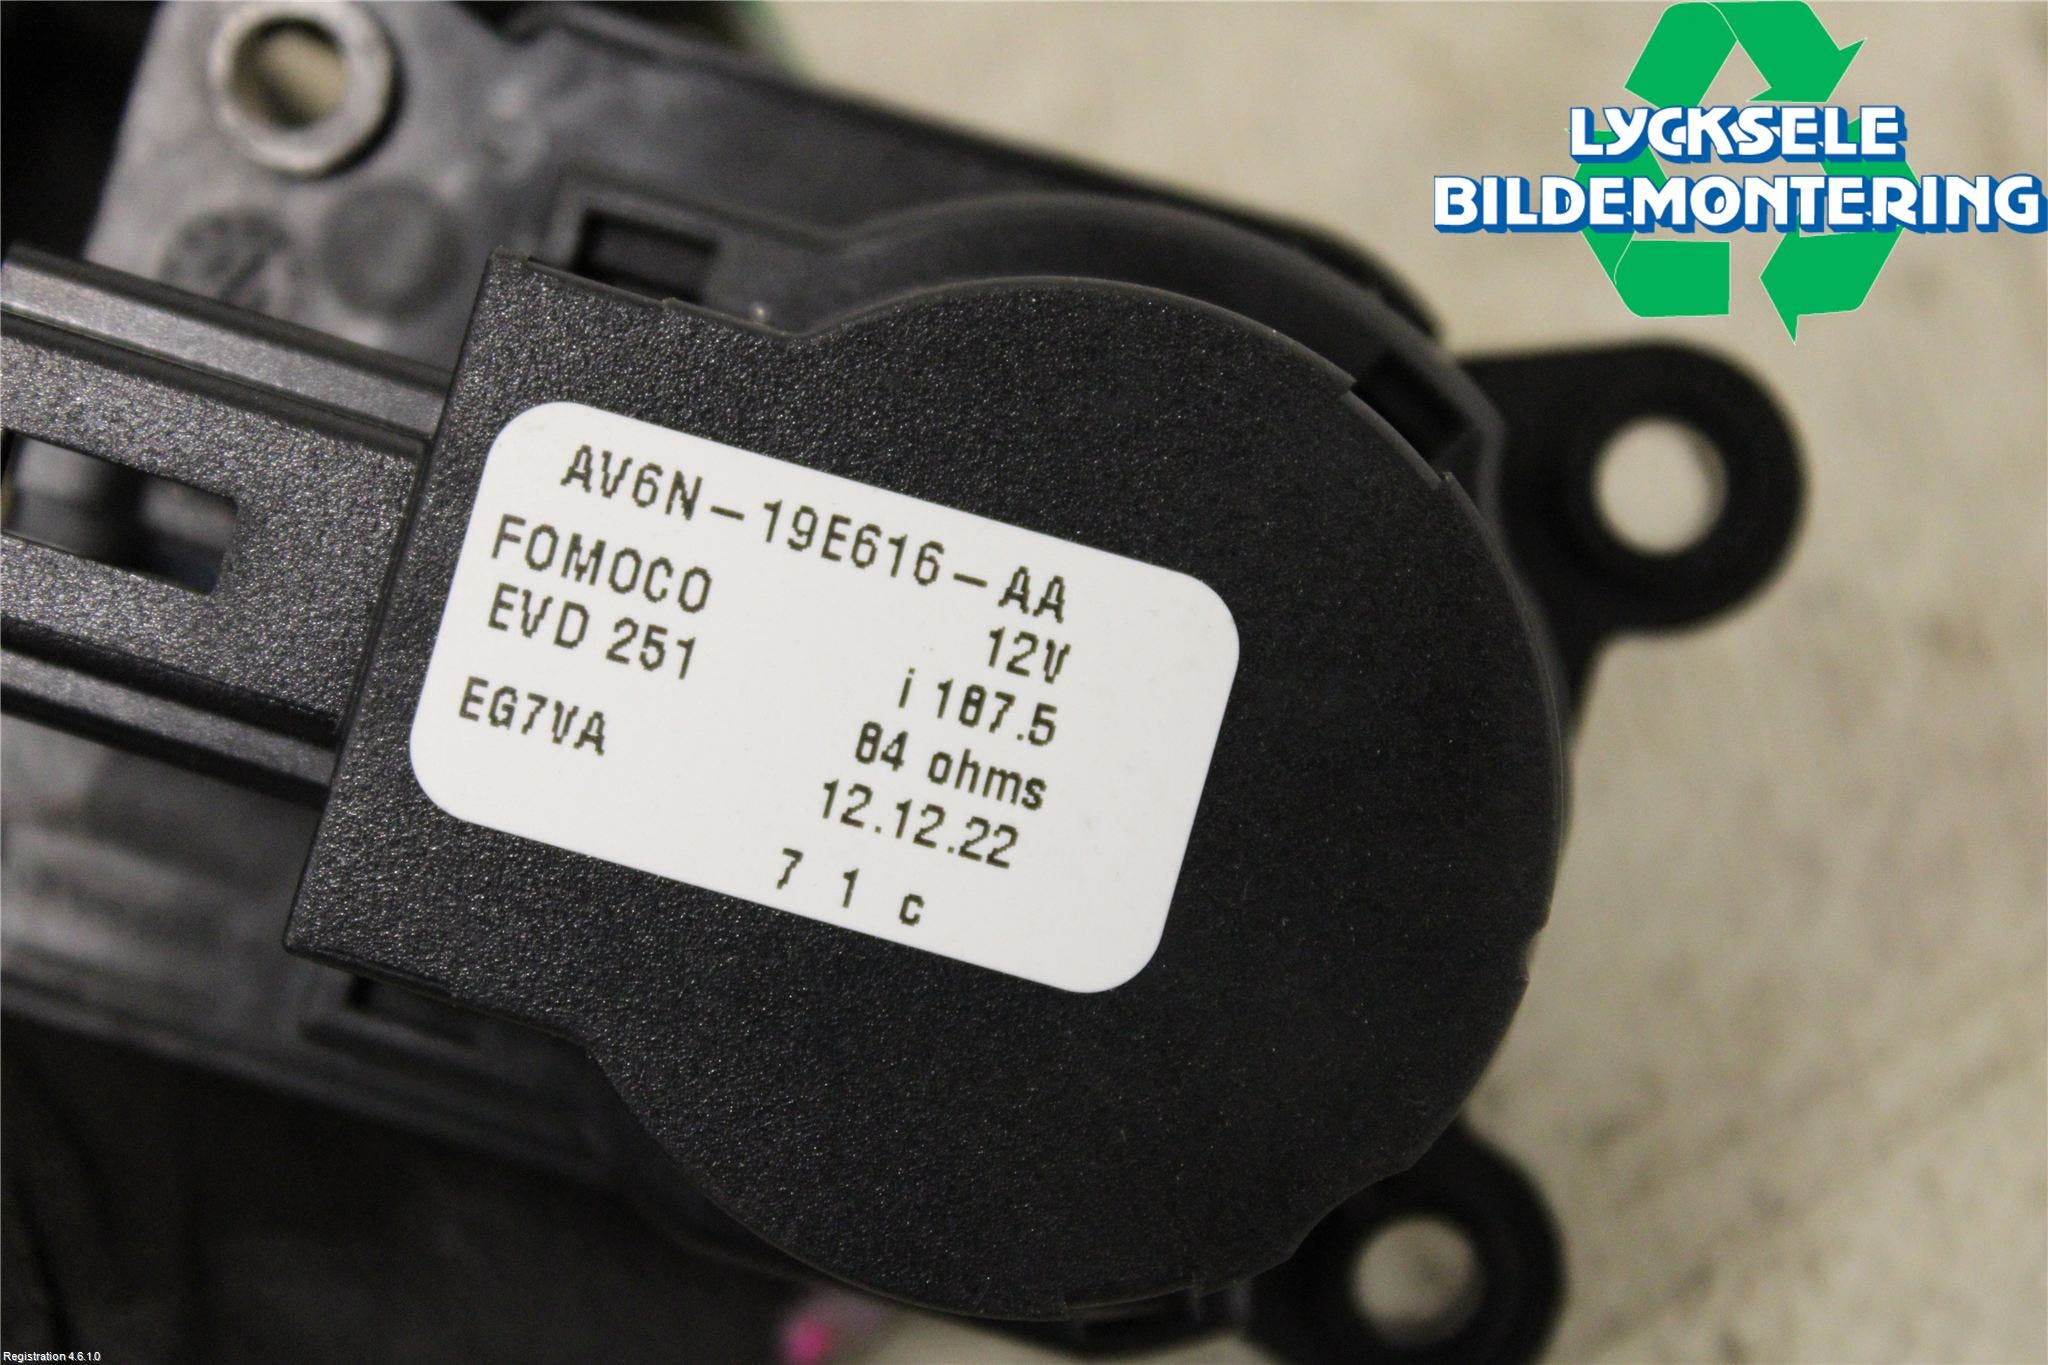 LYCKSELE
BILDEMONTERING
AV6N-19E616-AA
FOMOCO 12V
EVD 251 i 187.5
EG7VA 84 ohms
12.12.22
7 1 c
Registration 4.6.1.0